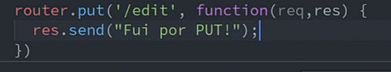 router.put('/edit', function(req,res) {
  res.send("Fui por PUT!");
})